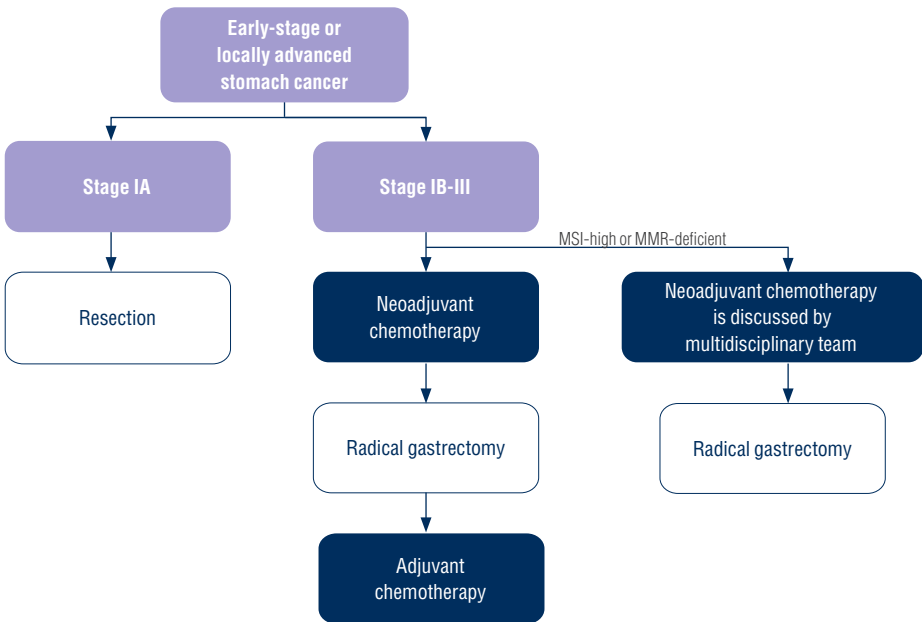 Early-stage or
locally advanced
stomach cancer
Stage IA
Stage IB-III
MSI-high or MMR-deficient
Resection
Neoadjuvant
chemotherapy
Neoadjuvant chemotherapy
is discussed by
multidisciplinary team
Radical gastrectomy
Radical gastrectomy
Adjuvant
chemotherapy